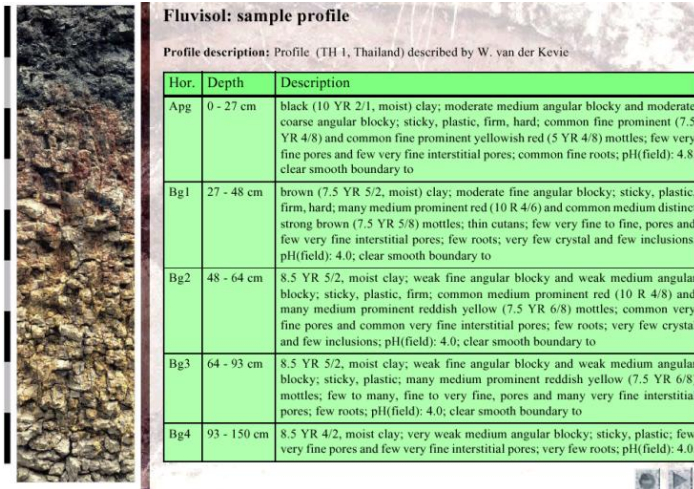 Fluvisol: sample profile
Profile description: Profile (TH 1, Thailand) described by W. van der Kevie
Hor. Depth Description
Apg 0 - 27 cm black (10 YR 2/1, moist) clay; moderate medium angular blocky and moderate
coarse angular blocky; sticky, plastic, firm, hard; common fine prominent (7.5
YR 4/8) and common fine prominent yellowish red (5 YR 4/8) mottles; few very
fine pores and few very fine interstitial pores; common fine roots; pH(field): 4.8
clear smooth boundary to
Bg1 27 - 48 cm brown (7.5 YR 5/2, moist) clay; moderate fine angular blocky; sticky, plastic
firm, hard; many medium prominent red (10 R 4/6) and common medium distinc
strong brown (7.5 YR 5/8) mottles; thin cutans; few very fine to fine, pores and
few very fine interstitial pores; few roots; very few crystal and few inclusions
pH(field): 4.0; clear smooth boundary to
Bg2 48 - 64 cm 8.5 YR 5/2, moist clay; weak fine angular blocky and weak medium angular
blocky; sticky, plastic, firm; common medium prominent red (10 R 4/8) and
many medium prominent reddish yellow (7.5 YR 6/8) mottles; common very
fine pores and common very fine interstitial pores; few roots; very few crysta
and few inclusions; pH(field): 4.0; clear smooth boundary to
Bg3 64 - 93 cm 8.5 YR 5/2, moist clay; weak fine angular blocky and weak medium angular
blocky; sticky, plastic; many medium prominent reddish yellow (7.5 YR 6/8
mottles; few to many, fine to very fine, pores and many very fine interstitia
pores; few roots; pH(field): 4.0; clear smooth boundary to
Bg4 93 - 150 cm 8.5 YR 4/2, moist clay; very weak medium angular blocky; sticky, plastic; few
very fine pores and few very fine interstitial pores; very few roots; pH(field): 4.0